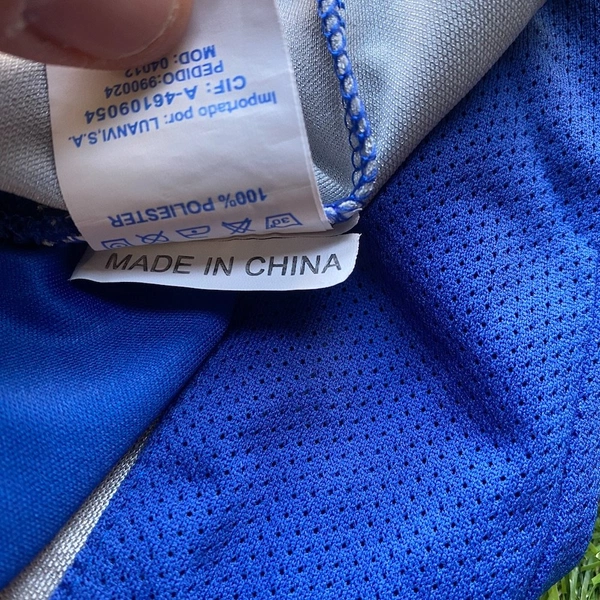 MADE IN CHINA
100% POLIESTER
Importado por: LUANVI,S.A.
CIF: A-46109054
PEDIDO:990024
MOD: 04012